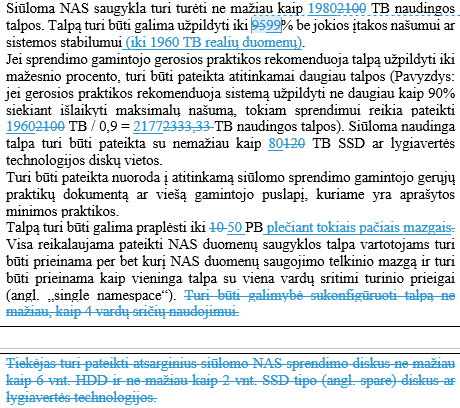 Siūloma NAS saugykla turi turėti ne mažiau kaip 19802100 TB naudingos
talpos. Talpą turi būti galima užpildyti iki 9599% be jokios įtakos našumui ar
sistemos stabilumui (iki 1960 TB realių duomenų).
Jei sprendimo gamintojo gerosios praktikos rekomenduoja talpą užpildyti iki
mažesnio procento, turi būti pateikta atitinkamai daugiau talpos (Pavyzdys:
jei gerosios praktikos rekomenduoja sistemą užpildyti ne daugiau kaip 90%
siekiant išlaikyti maksimalų našumą, tokiam sprendimui reikia pateikti
19602100 TB / 0,9 = 21772333,33 TB naudingos talpos). Siūloma naudinga
talpa turi būti pateikta su nemažiau kaip 80120 TB SSD ar lygiavertės
technologijos diskų vietos.
Turi būti pateikta nuoroda į atitinkamą siūlomo sprendimo gamintojo gerųjų
praktikų dokumentą ar viešą gamintojo puslapį, kuriame yra aprašytos
minimos praktikos.
Talpą turi būti galima praplėsti iki 10 50 PB plečiant tokiais pačiais mazgais.
Visa reikalaujama pateikti NAS duomenų saugyklos talpa vartotojams turi
būti prieinama per bet kurį NAS duomenų saugojimo telkinio mazgą ir turi
būti prieinama kaip vieninga talpa su viena vardų sritimi turinio prieigai
(angl. „single namespace“). Turi būti galimybė sukonfigūruoti talpą ne
mažiau, kaip 4 vardų sričių naudojimui.
Tiekėjas turi pateikti atsarginius siūlomo NAS sprendimo diskus ne mažiau
kaip 6 vnt. HDD ir ne mažiau kaip 2 vnt. SSD tipo (angl. spare) diskus ar
lygiavertės technologijos.